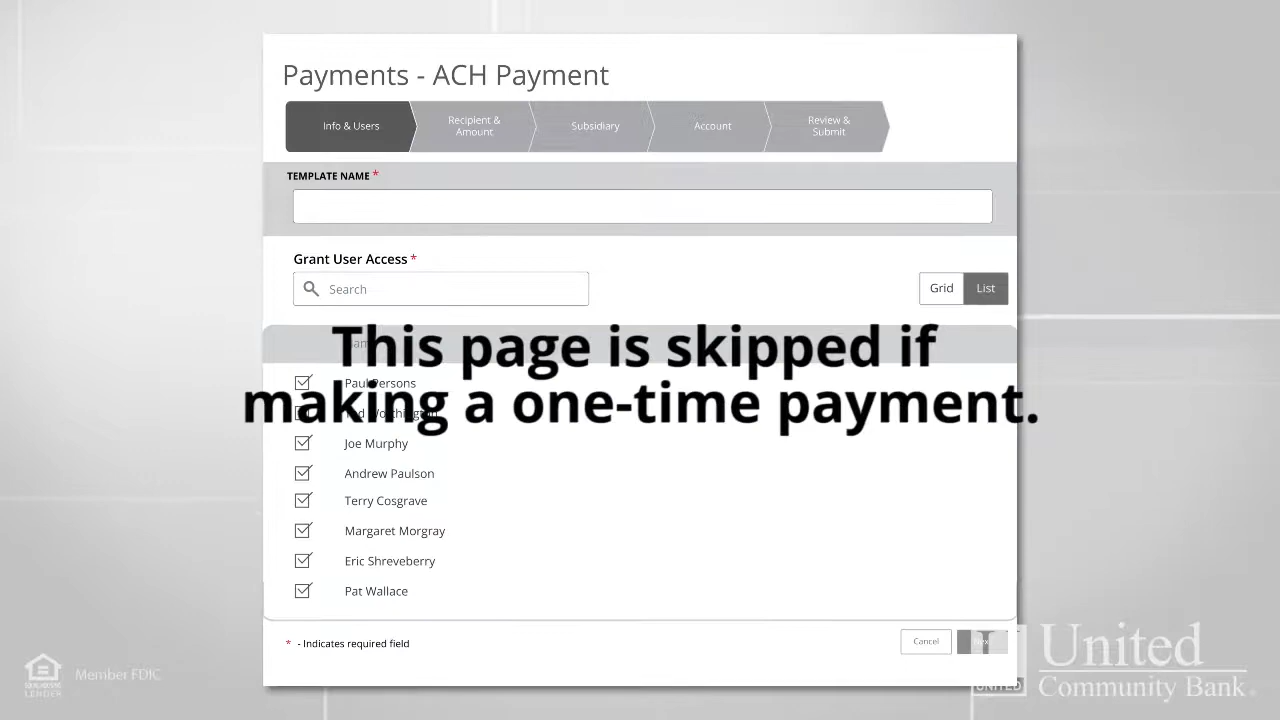 Payments - ACH Payment
Info & Users
Recipient & Amount
Subsidiary
Account
Review & Submit
TEMPLATE NAME *
Grant User Access *
Search
Grid
List
This page is skipped if
making a one-time payment.
Paul Persons
Joe Murphy
Andrew Paulson
Terry Cosgrave
Margaret Morgray
Eric Shreveberry
Pat Wallace
* - Indicates required field
Cancel
Member FDIC
UNITED
United
Community Bank